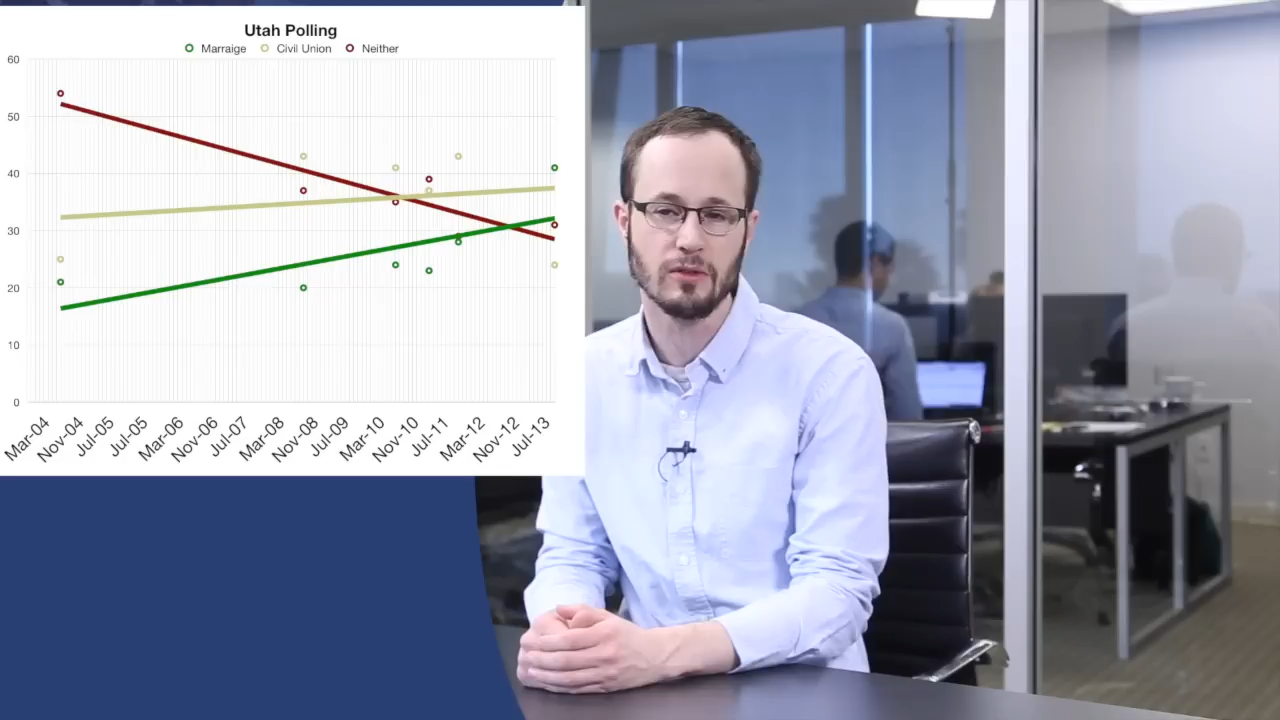 Utah Polling
Marraige Civil Union Neither
60
50
40
30
20
10
0
Mar-04 Nov-04 Jul-05 Jul-05 Mar-06 Nov-06 Jul-07 Mar-08 Nov-08 Jul-09 Mar-10 Nov-10 Jul-11 Mar-12 Nov-12 Jul-13